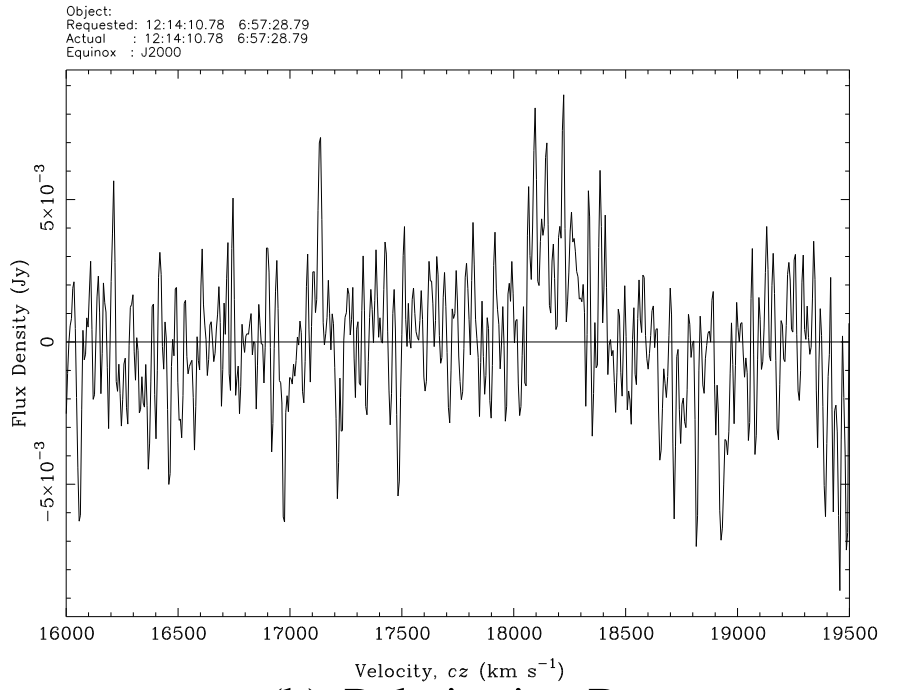 Object:
Requested: 12:14:10.78 6:57:28.79
Actual : 12:14:10.78 6:57:28.79
Equinox : J2000
5×10⁻³
0
−5×10⁻³
Flux Density (Jy)
16000 16500 17000 17500 18000 18500 19000 19500
Velocity, cz (km s⁻¹)